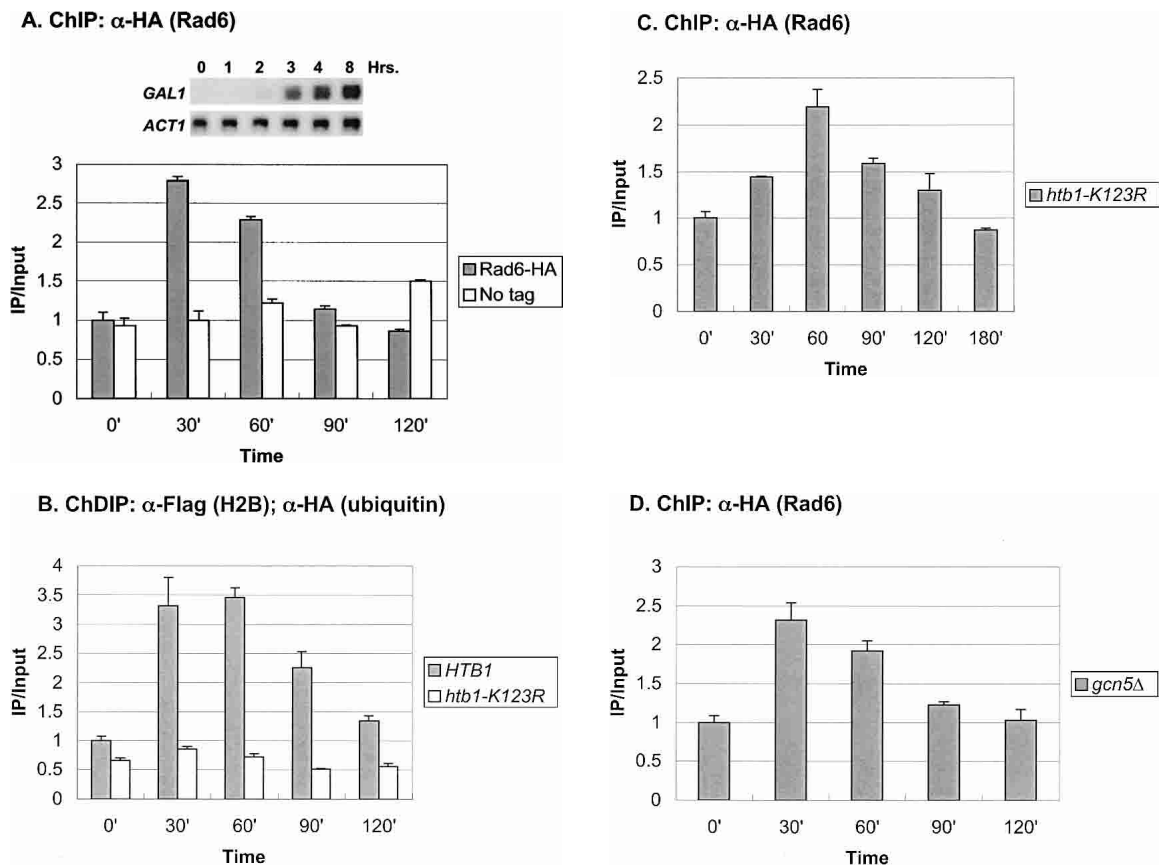 A. ChIP: α-HA (Rad6)
0 1 2 3 4 8 Hrs.
GAL1
ACT1
3
2.5
2
1.5
1
0.5
0
IP/Input
0' 30' 60' 90' 120'
Time
Rad6-HA
No tag
C. ChIP: α-HA (Rad6)
2.5
2
1.5
1
0.5
0
IP/Input
0' 30' 60 90' 120' 180'
Time
htb1-K123R
B. ChDIP: α-Flag (H2B); α-HA (ubiquitin)
4
3.5
3
2.5
2
1.5
1
0.5
0
IP/Input
0' 30' 60' 90' 120'
Time
HTB1
htb1-K123R
D. ChIP: α-HA (Rad6)
3
2.5
2
1.5
1
0.5
0
IP/Input
0' 30' 60' 90' 120'
Time
gcn5Δ